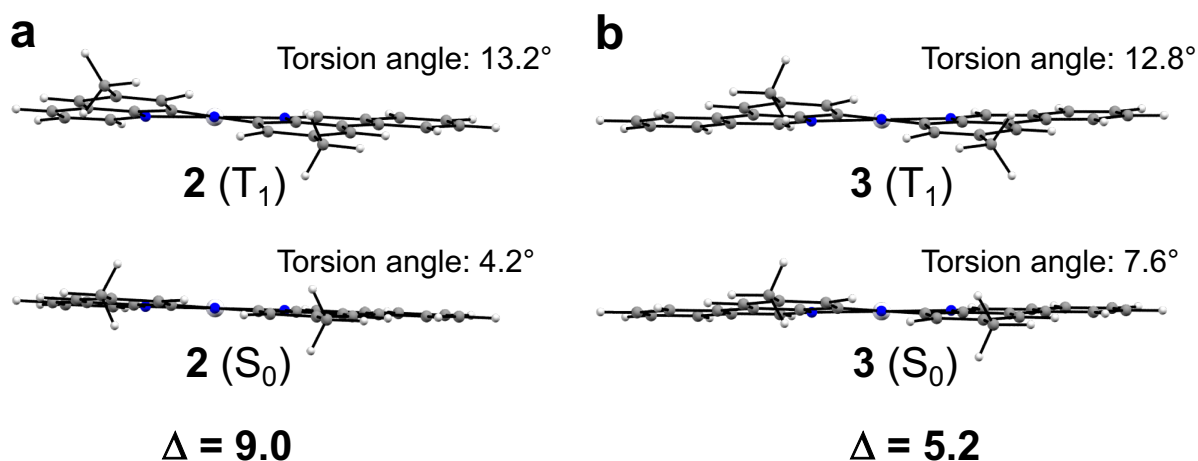 a
Torsion angle: 13.2°
2 (T₁)
Torsion angle: 4.2°
2 (S₀)
Δ = 9.0
b
Torsion angle: 12.8°
3 (T₁)
Torsion angle: 7.6°
3 (S₀)
Δ = 5.2